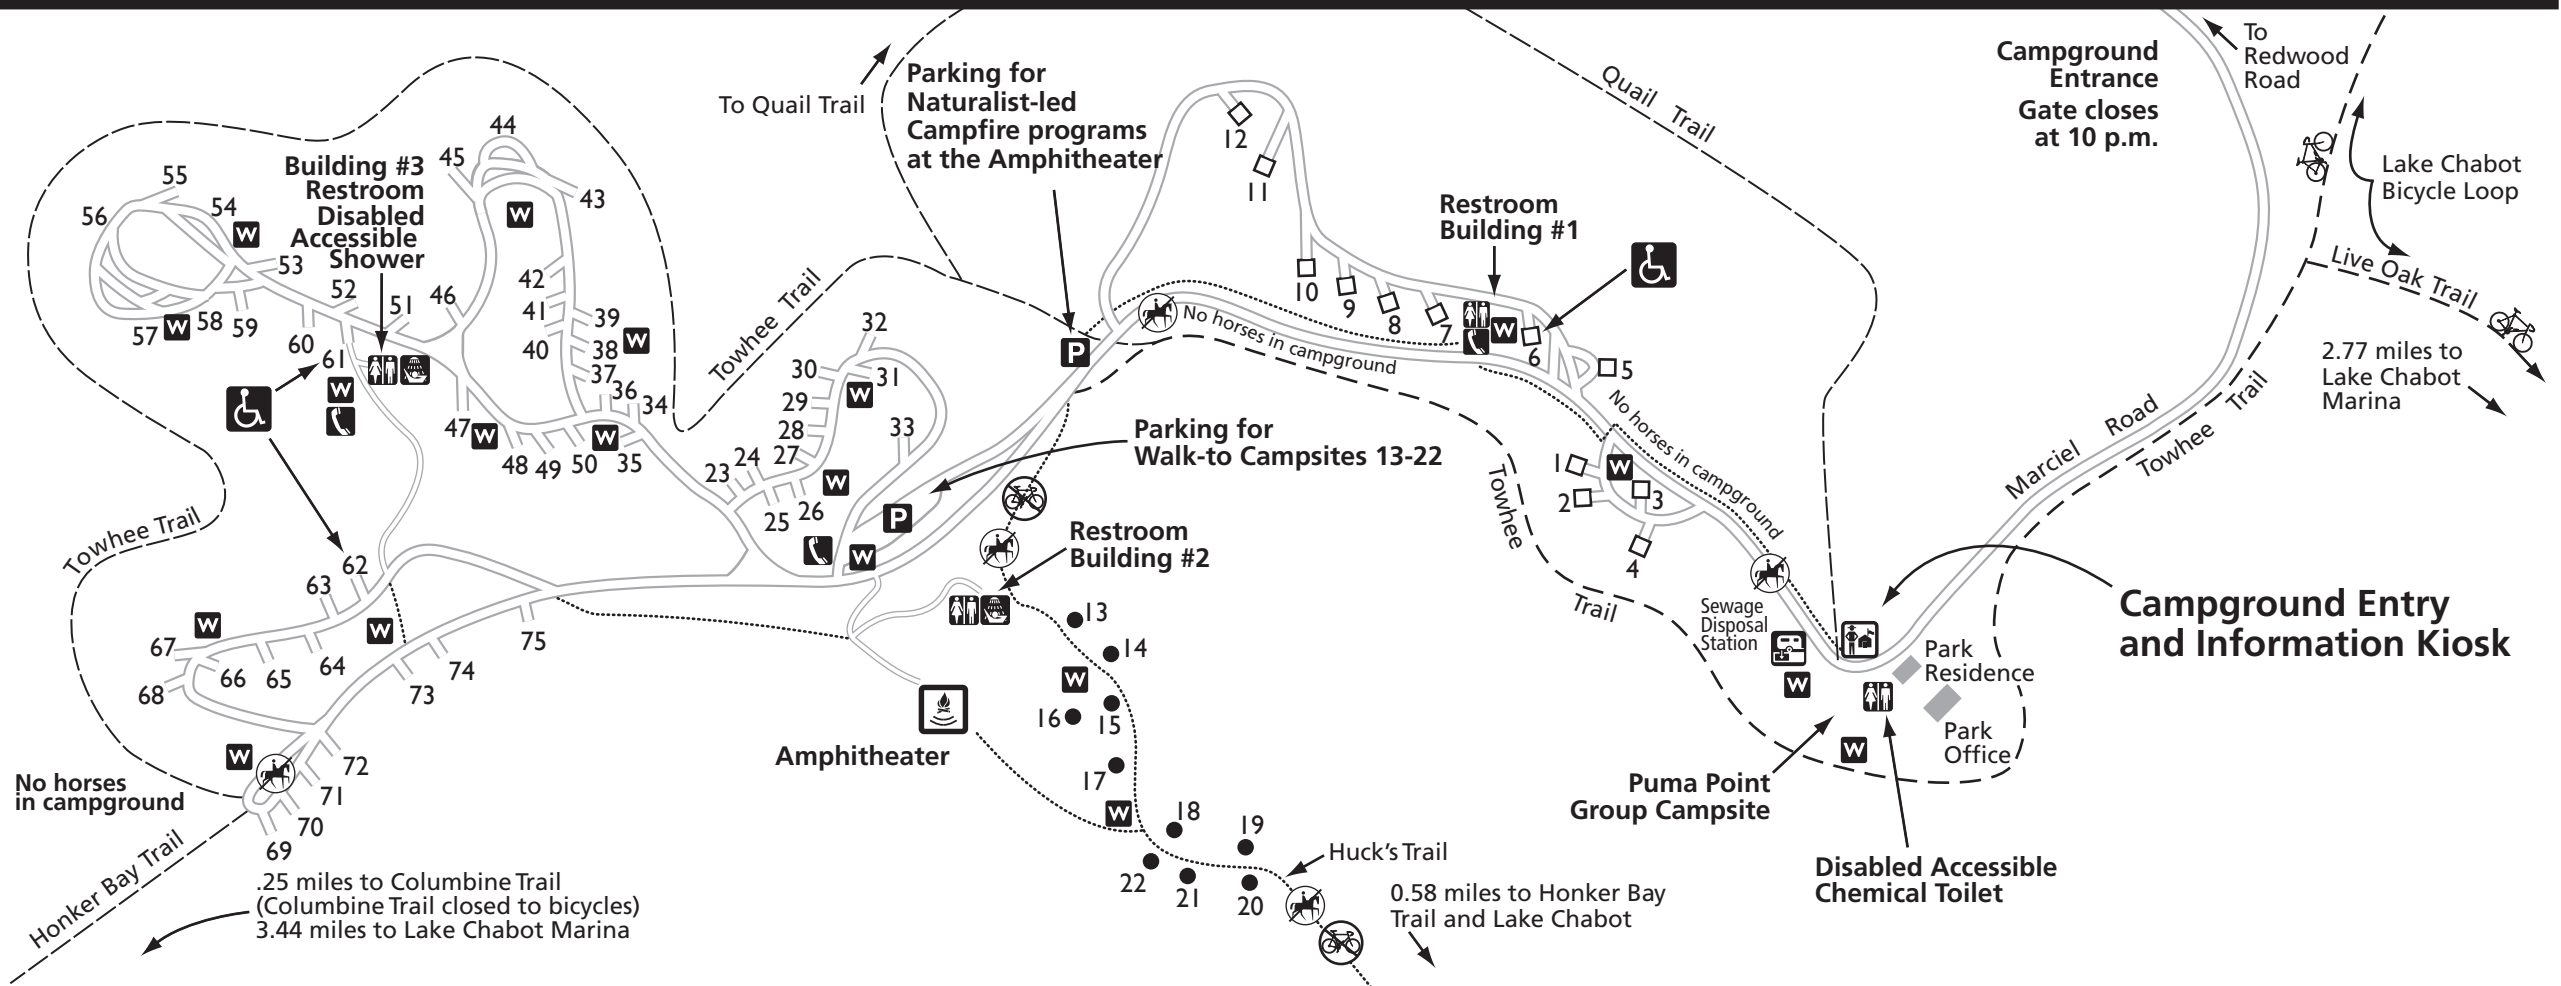 Campground
Entrance
Gate closes
at 10 p.m.
To
Redwood
Road
Lake Chabot
Bicycle Loop
Live Oak Trail
2.77 miles to
Lake Chabot
Marina
Marciel Road
Towhee Trail
Quail Trail
To Quail Trail
Parking for
Naturalist-led
Campfire programs
at the Amphitheater
P
12
11
10
9
8
7
6
5
Restroom
Building #1
W
No horses in campground
No horses in campground
1
2
3
4
W
Towhee
Trail
Sewage
Disposal
Station
W
Campground Entry
and Information Kiosk
Park
Residence
Park
Office
W
Puma Point
Group Campsite
Disabled Accessible
Chemical Toilet
Building #3
Restroom
Disabled
Accessible
Shower
44
45
43
W
55
56
54
W
53
52
51
46
42
41
40
39
38
W
37
36
34
57
W
58
59
60
61
W
47
W
48
49
50
W
35
Towhee Trail
32
30
31
W
29
28
27
33
23
24
25
26
W
Parking for
Walk-to Campsites 13-22
P
W
Restroom
Building #2
13
14
W
15
16
17
W
18
19
20
21
22
Huck's Trail
0.58 miles to Honker Bay
Trail and Lake Chabot
Amphitheater
Towhee Trail
62
63
W
64
65
66
67
W
68
75
74
73
72
71
70
69
W
No horses
in campground
Honker Bay Trail
.25 miles to Columbine Trail
(Columbine Trail closed to bicycles)
3.44 miles to Lake Chabot Marina